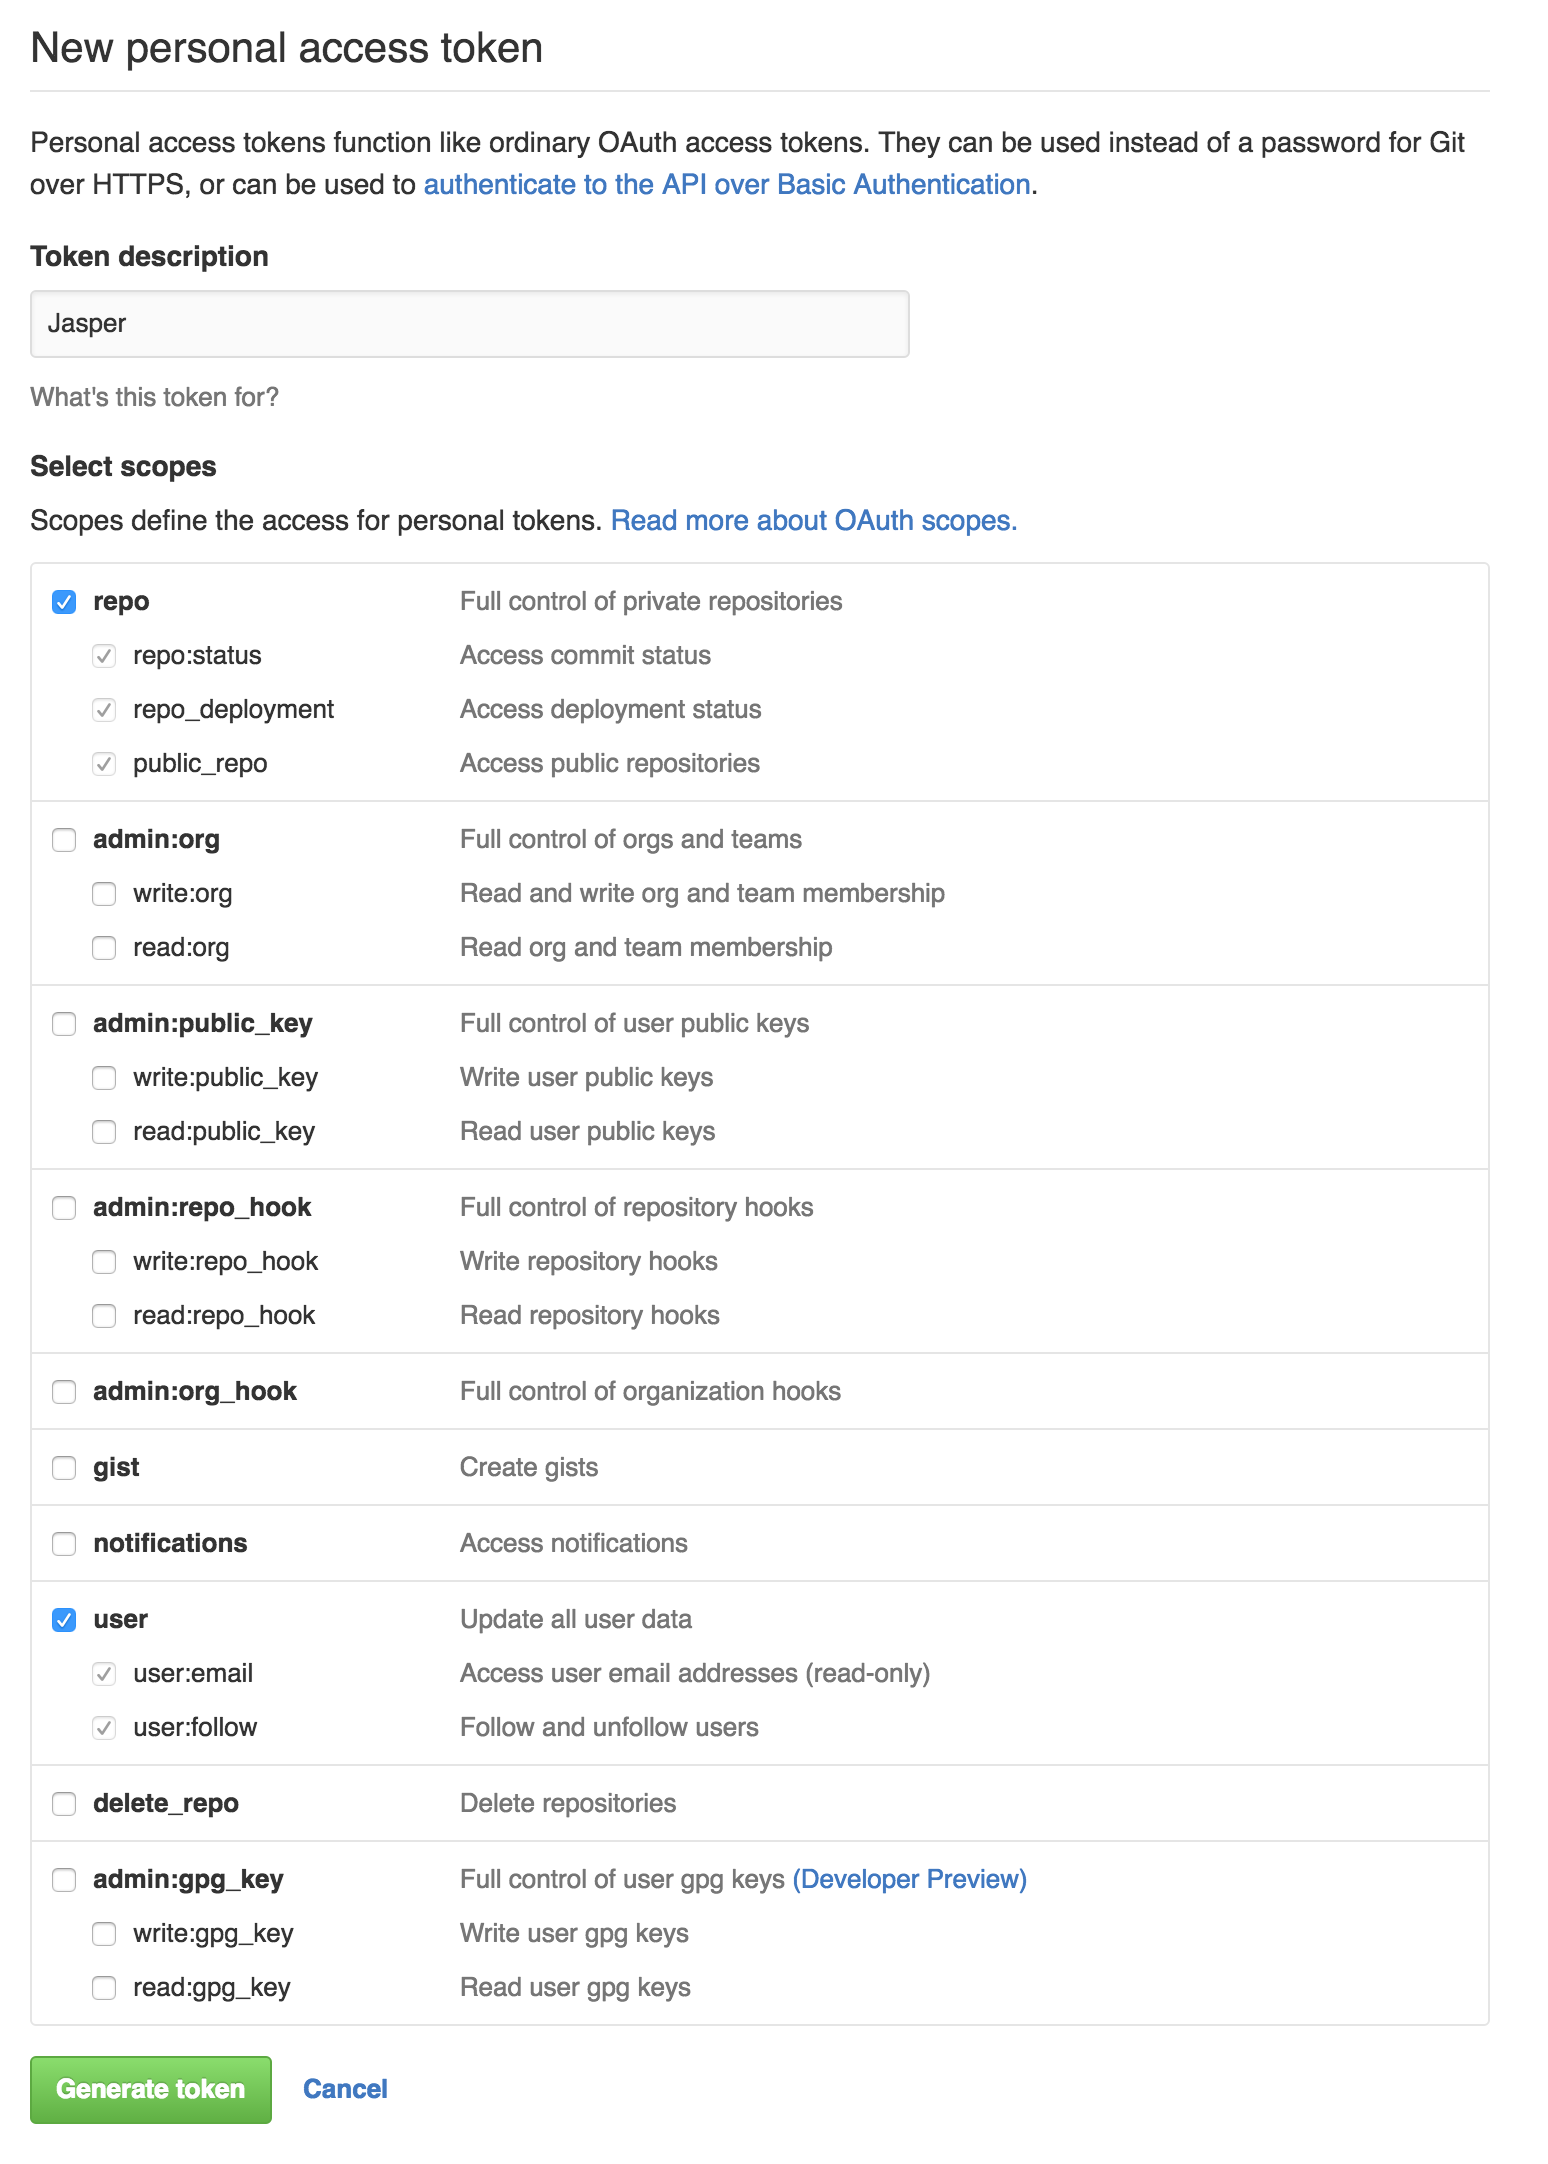 New personal access token
Personal access tokens function like ordinary OAuth access tokens. They can be used instead of a password for Git
over HTTPS, or can be used to authenticate to the API over Basic Authentication.
Token description
Jasper
What's this token for?
Select scopes
Scopes define the access for personal tokens. Read more about OAuth scopes.
repo Full control of private repositories
repo:status Access commit status
repo_deployment Access deployment status
public_repo Access public repositories
admin:org Full control of orgs and teams
write:org Read and write org and team membership
read:org Read org and team membership
admin:public_key Full control of user public keys
write:public_key Write user public keys
read:public_key Read user public keys
admin:repo_hook Full control of repository hooks
write:repo_hook Write repository hooks
read:repo_hook Read repository hooks
admin:org_hook Full control of organization hooks
gist Create gists
notifications Access notifications
user Update all user data
user:email Access user email addresses (read-only)
user:follow Follow and unfollow users
delete_repo Delete repositories
admin:gpg_key Full control of user gpg keys (Developer Preview)
write:gpg_key Write user gpg keys
read:gpg_key Read user gpg keys
Generate token Cancel